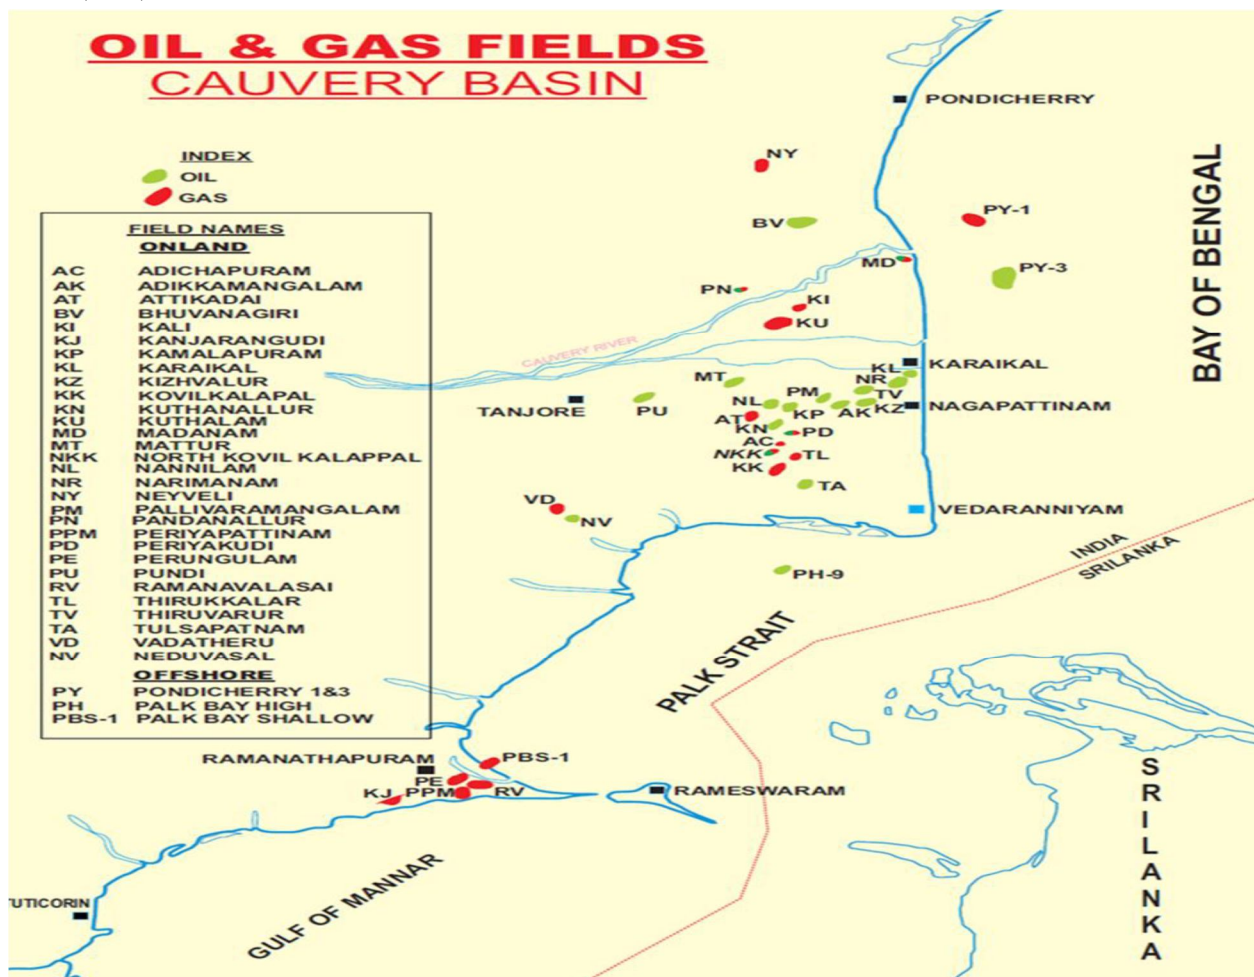 OIL & GAS FIELDS
CAUVERY BASIN
INDEX
OIL
GAS
FIELD NAMES
ONLAND
AC ADICHAPURAM
AK ADIKKAMANGALAM
AT ATTIKADAI
BV BHUVANAGIRI
KI KALI
KJ KANJARANGUDI
KP KAMALAPURAM
KL KARAIKAL
KZ KIZHVALUR
KK KOVILKALAPAL
KN KUTHANALLUR
KU KUTHALAM
MD MADANAM
MT MATTUR
NKK NORTH KOVIL KALAPPAL
NL NANNILAM
NR NARIMANAM
NY NEYVELI
PM PALLIVARAMANGALAM
PN PANDANALLUR
PPM PERIYAPATTINAM
PD PERIYAKUDI
PE PERUNGULAM
PU PUNDI
RV RAMANAVALASAI
TL THIRUKKALAR
TV THIRUVARUR
TA TULSAPATNAM
VD VADATHERU
NV NEDUVASAL
OFFSHORE
PY PONDICHERRY 1&3
PH PALK BAY HIGH
PBS-1 PALK BAY SHALLOW
PONDICHERRY
NY
BV
PY-1
MD
PY-3
PN
KI
KU
CAUVERY RIVER
BAY OF BENGAL
KARAIKAL
KL
MT
NR
PM
TV
TANJORE
PU
NL
KP
AK
KZ
NAGAPATTINAM
AT
KN
PD
AC
NKK
TL
KK
TA
VD
NV
VEDARANNIYAM
INDIA
SRILANKA
PH-9
PALK STRAIT
RAMANATHAPURAM
PBS-1
PE
KJ
PPM
RV
RAMESWARAM
SRILANKA
GULF OF MANNAR
TUTICORIN